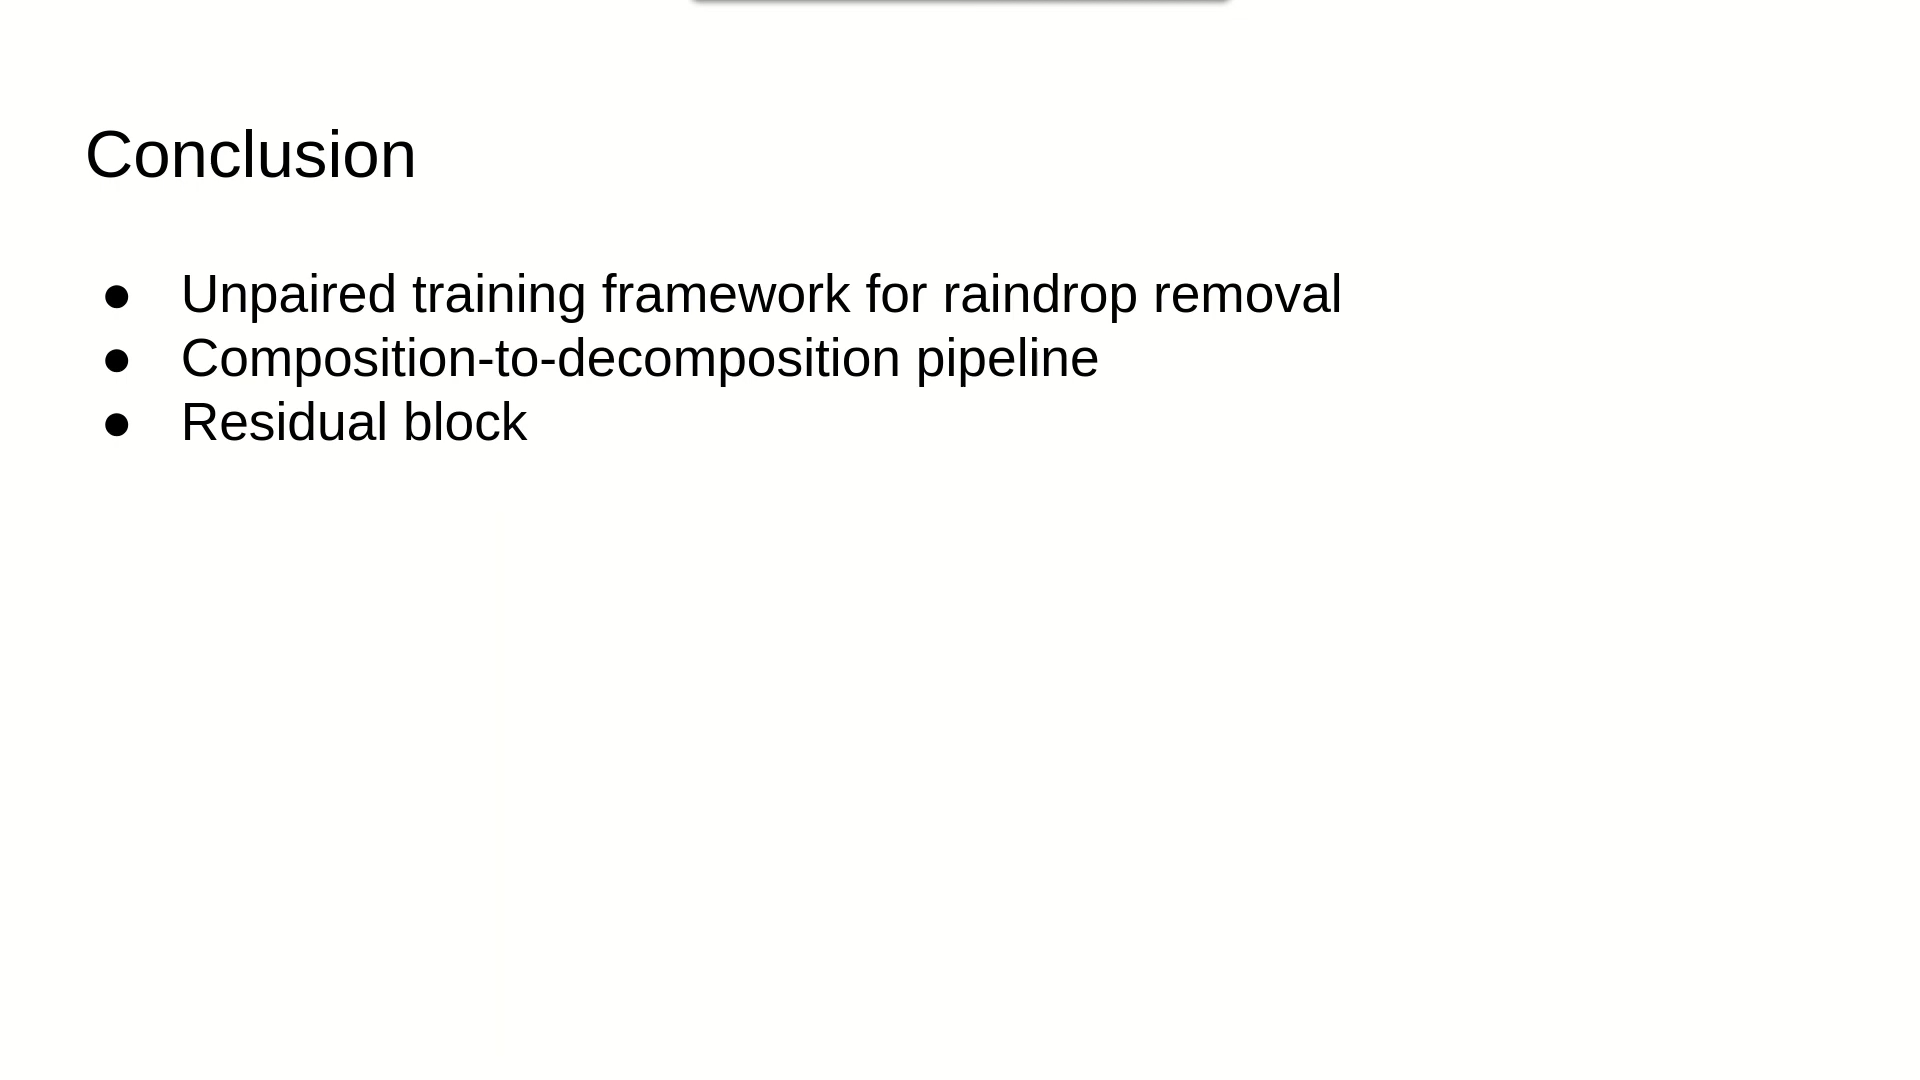 Conclusion
● Unpaired training framework for raindrop removal
● Composition-to-decomposition pipeline
● Residual block